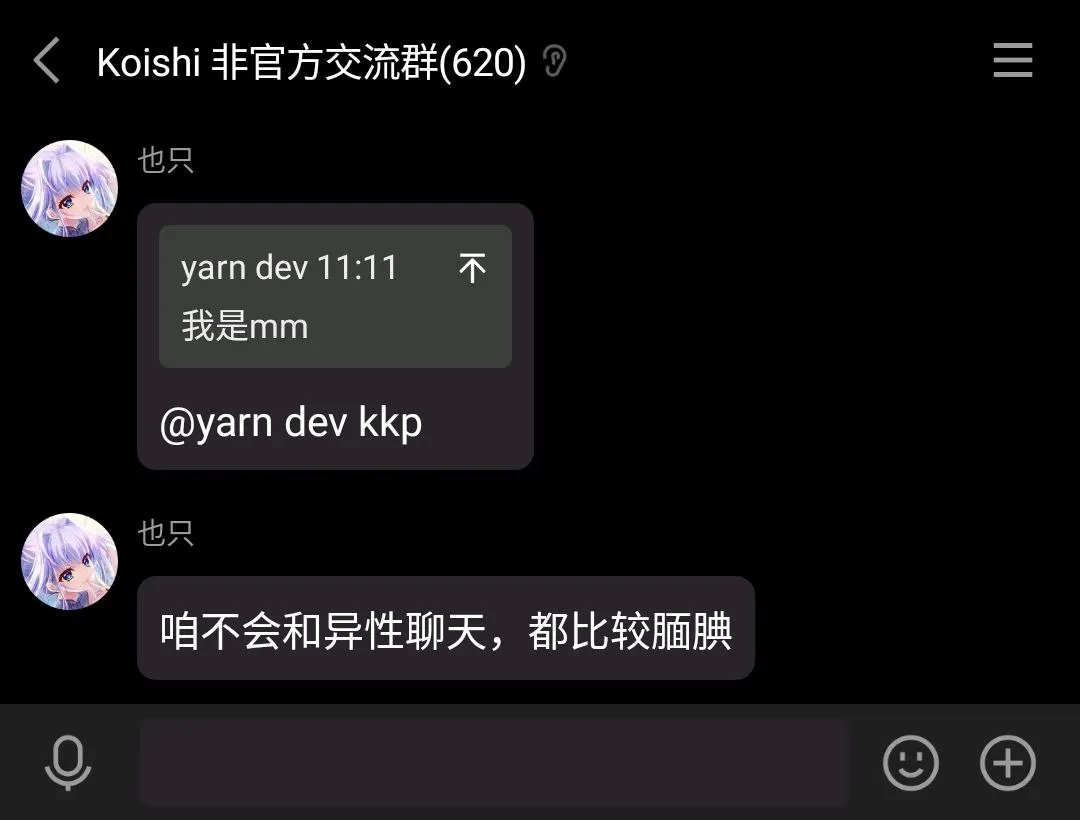 Koishi 非官方交流群(620)
也只
yarn dev 11:11
我是mm
@yarn dev kkp
也只
咱不会和异性聊天，都比较腼腆